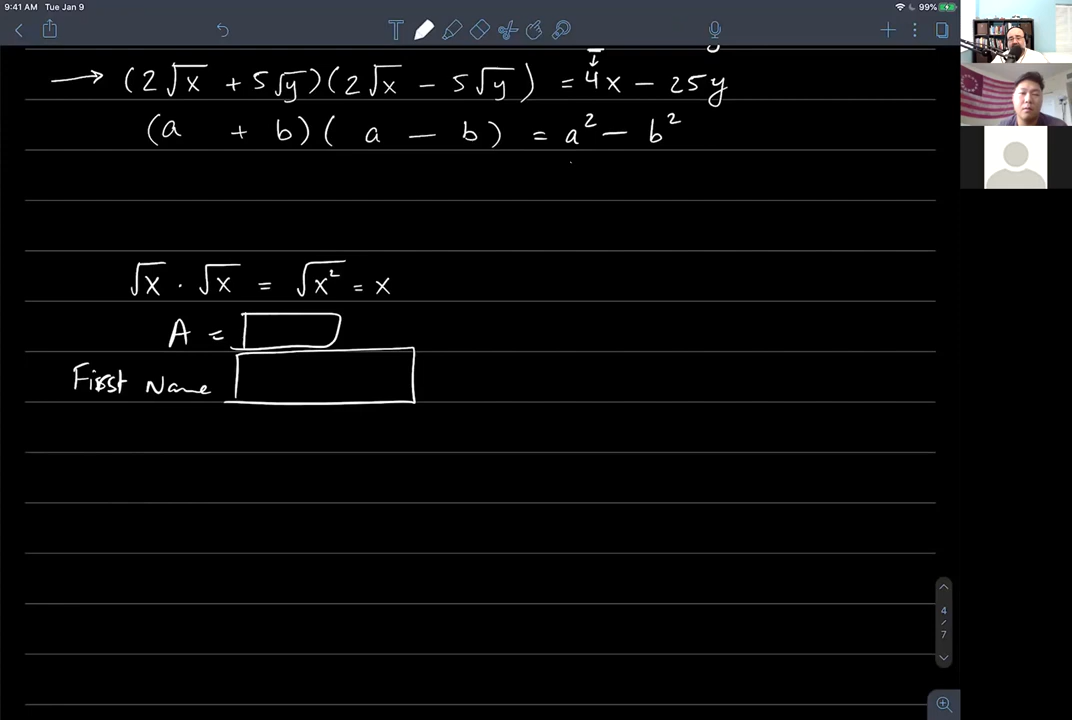 9:41 AM Tue Jan 9
99%
→ (2√x + 5√y)(2√x − 5√y) = 4x − 25y
(a + b)(a − b) = a² − b²
√x · √x = √x² = x
A =
First Name
4
/
7